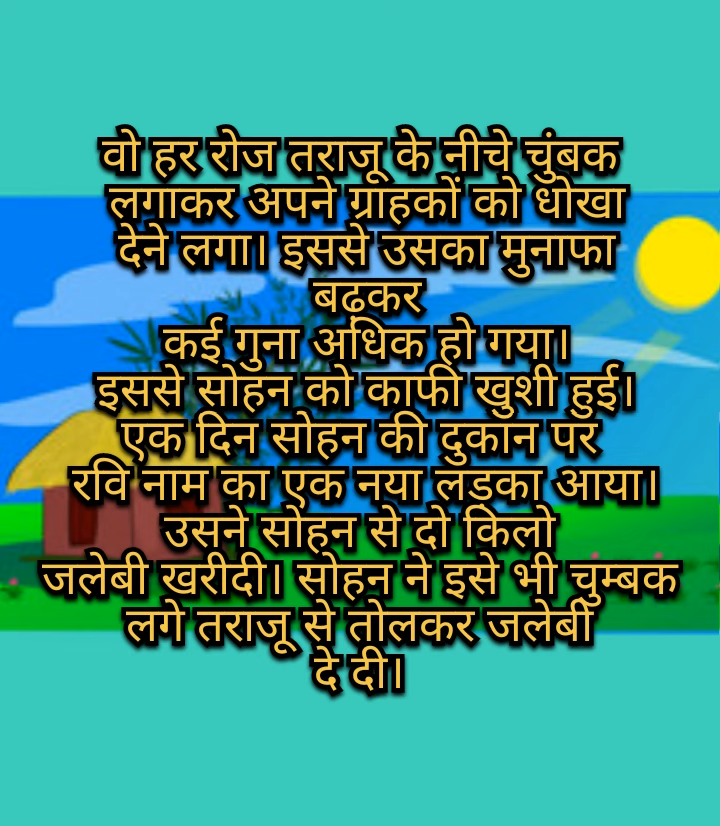 वो हर रोज तराजू के नीचे चुंबक
लगाकर अपने ग्राहकों को धोखा
देने लगा। इससे उसका मुनाफा
बढ़कर
कई गुना अधिक हो गया।
इससे सोहन को काफी खुशी हुई।
एक दिन सोहन की दुकान पर
रवि नाम का एक नया लड़का आया।
उसने सोहन से दो किलो
जलेबी खरीदी। सोहन ने इसे भी चुम्बक
लगे तराजू से तोलकर जलेबी
दे दी।